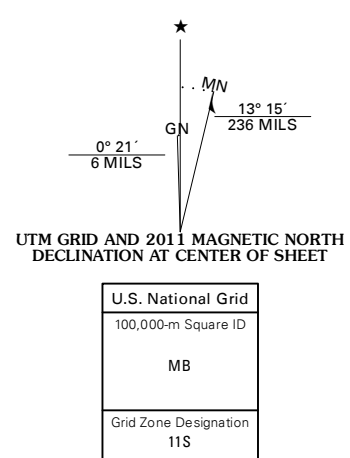 ★
MN
13° 15´
236 MILS
GN
0° 21´
6 MILS
UTM GRID AND 2011 MAGNETIC NORTH
DECLINATION AT CENTER OF SHEET
U.S. National Grid
100,000-m Square ID
MB
Grid Zone Designation
11S